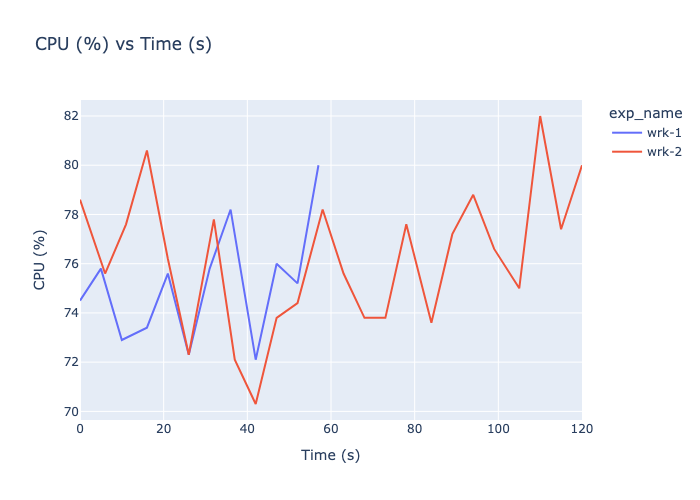 CPU (%) vs Time (s)
exp_name
wrk-1
wrk-2
82
80
78
76
74
72
70
CPU (%)
0 20 40 60 80 100 120
Time (s)